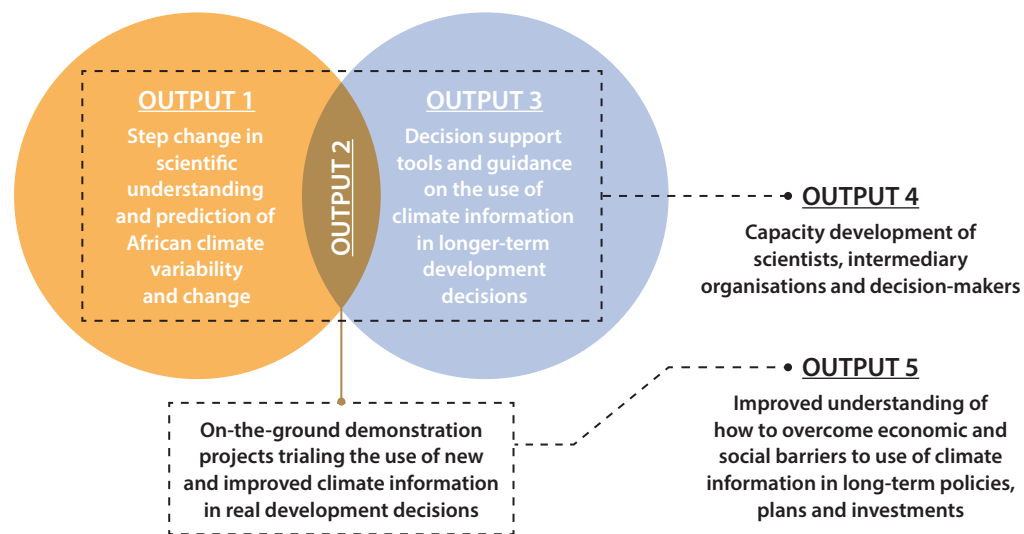 OUTPUT 1
Step change in
scientific
understanding
and prediction of
African climate
variability
and change
OUTPUT 2
OUTPUT 3
Decision support
tools and guidance
on the use of
climate information
in longer-term
development
decisions
OUTPUT 4
Capacity development of
scientists, intermediary
organisations and decision-makers
On-the-ground demonstration
projects trialing the use of new
and improved climate information
in real development decisions
OUTPUT 5
Improved understanding of
how to overcome economic and
social barriers to use of climate
information in long-term policies,
plans and investments